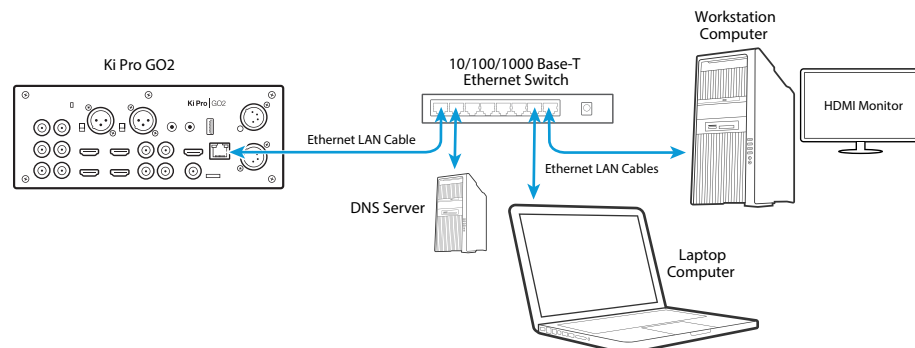 Workstation
Computer
Ki Pro GO2
10/100/1000 Base-T
Ethernet Switch
Ki Pro GO2
HDMI Monitor
Ethernet LAN Cable
Ethernet LAN Cables
DNS Server
Laptop
Computer